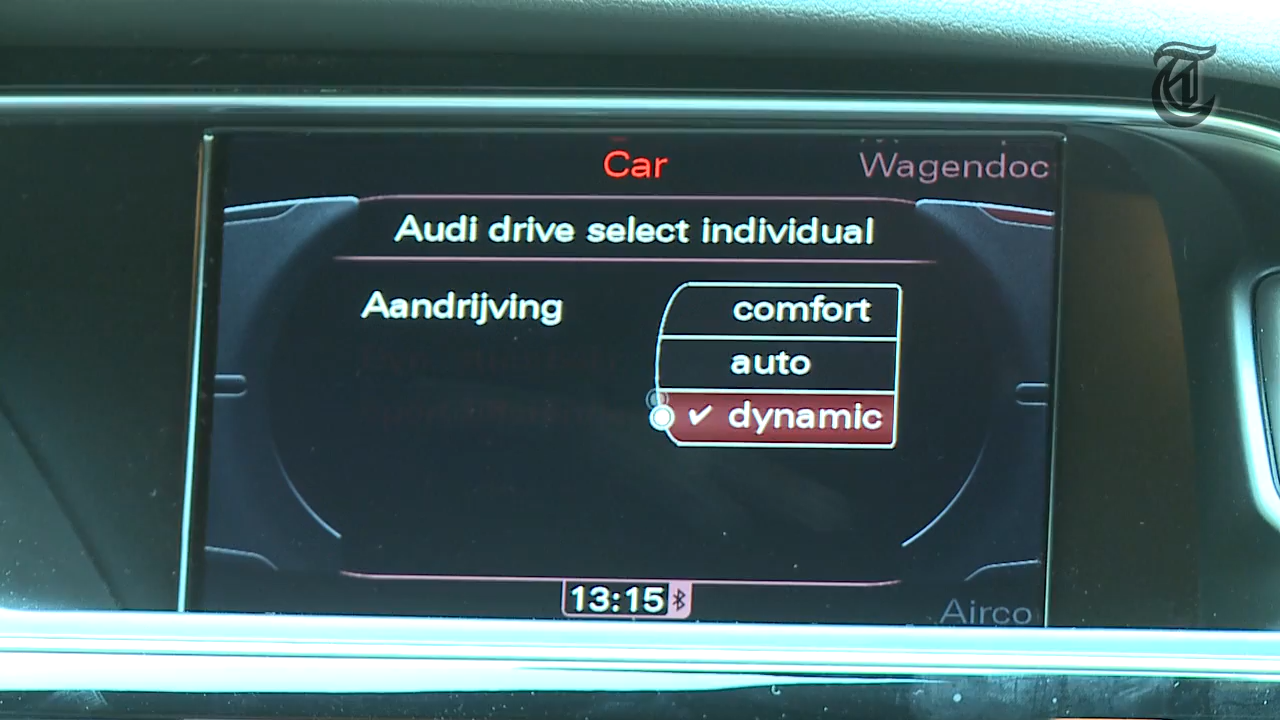 Car
Wagendoc
Audi drive select individual
Aandrijving
comfort
auto
✓ dynamic
13:15
Airco